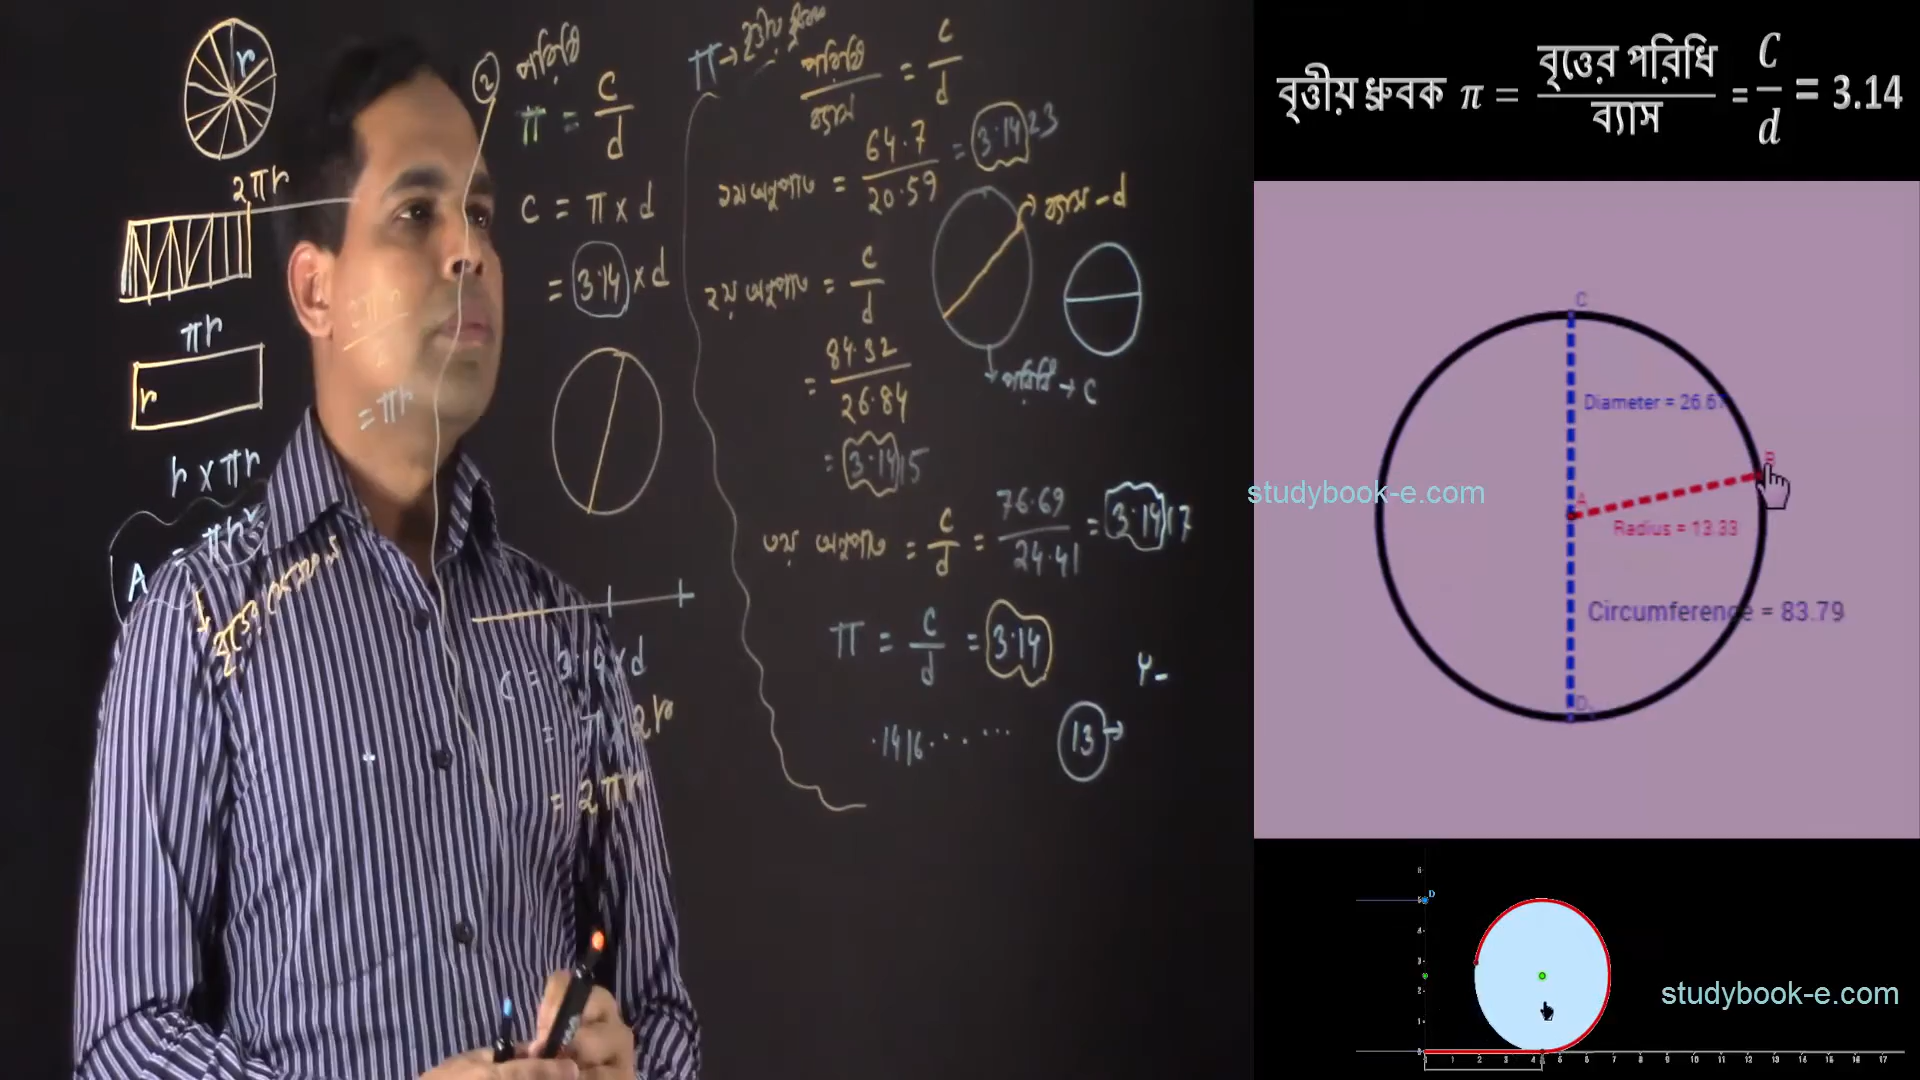 r
2πr
πr
r
r × πr
A = πr²
= πr
২
পরিধি
π = C/d
C = π × d
= 3.14 × d
C = 3.14 × d
= π × 2r
= 2πr
π →
পরিধি/ব্যাস = C/d
১ম অনুপাত = 64.7/20.59 = 3.1423
ব্যাস - d
২য় অনুপাত = C/d
= 84.32/26.84
পরিধি → C
= 3.1415
৩য় অনুপাত = C/d = 76.69/24.41 = 3.1417
π = C/d = 3.14
Y -
.1416 . . . . . .
13 →
বৃত্তীয় ধ্রুবক π = বৃত্তের পরিধি/ব্যাস = C/d = 3.14
C
Diameter = 26.67
B
A
Radius = 13.33
Circumference = 83.79
D
studybook-e.com
D
studybook-e.com